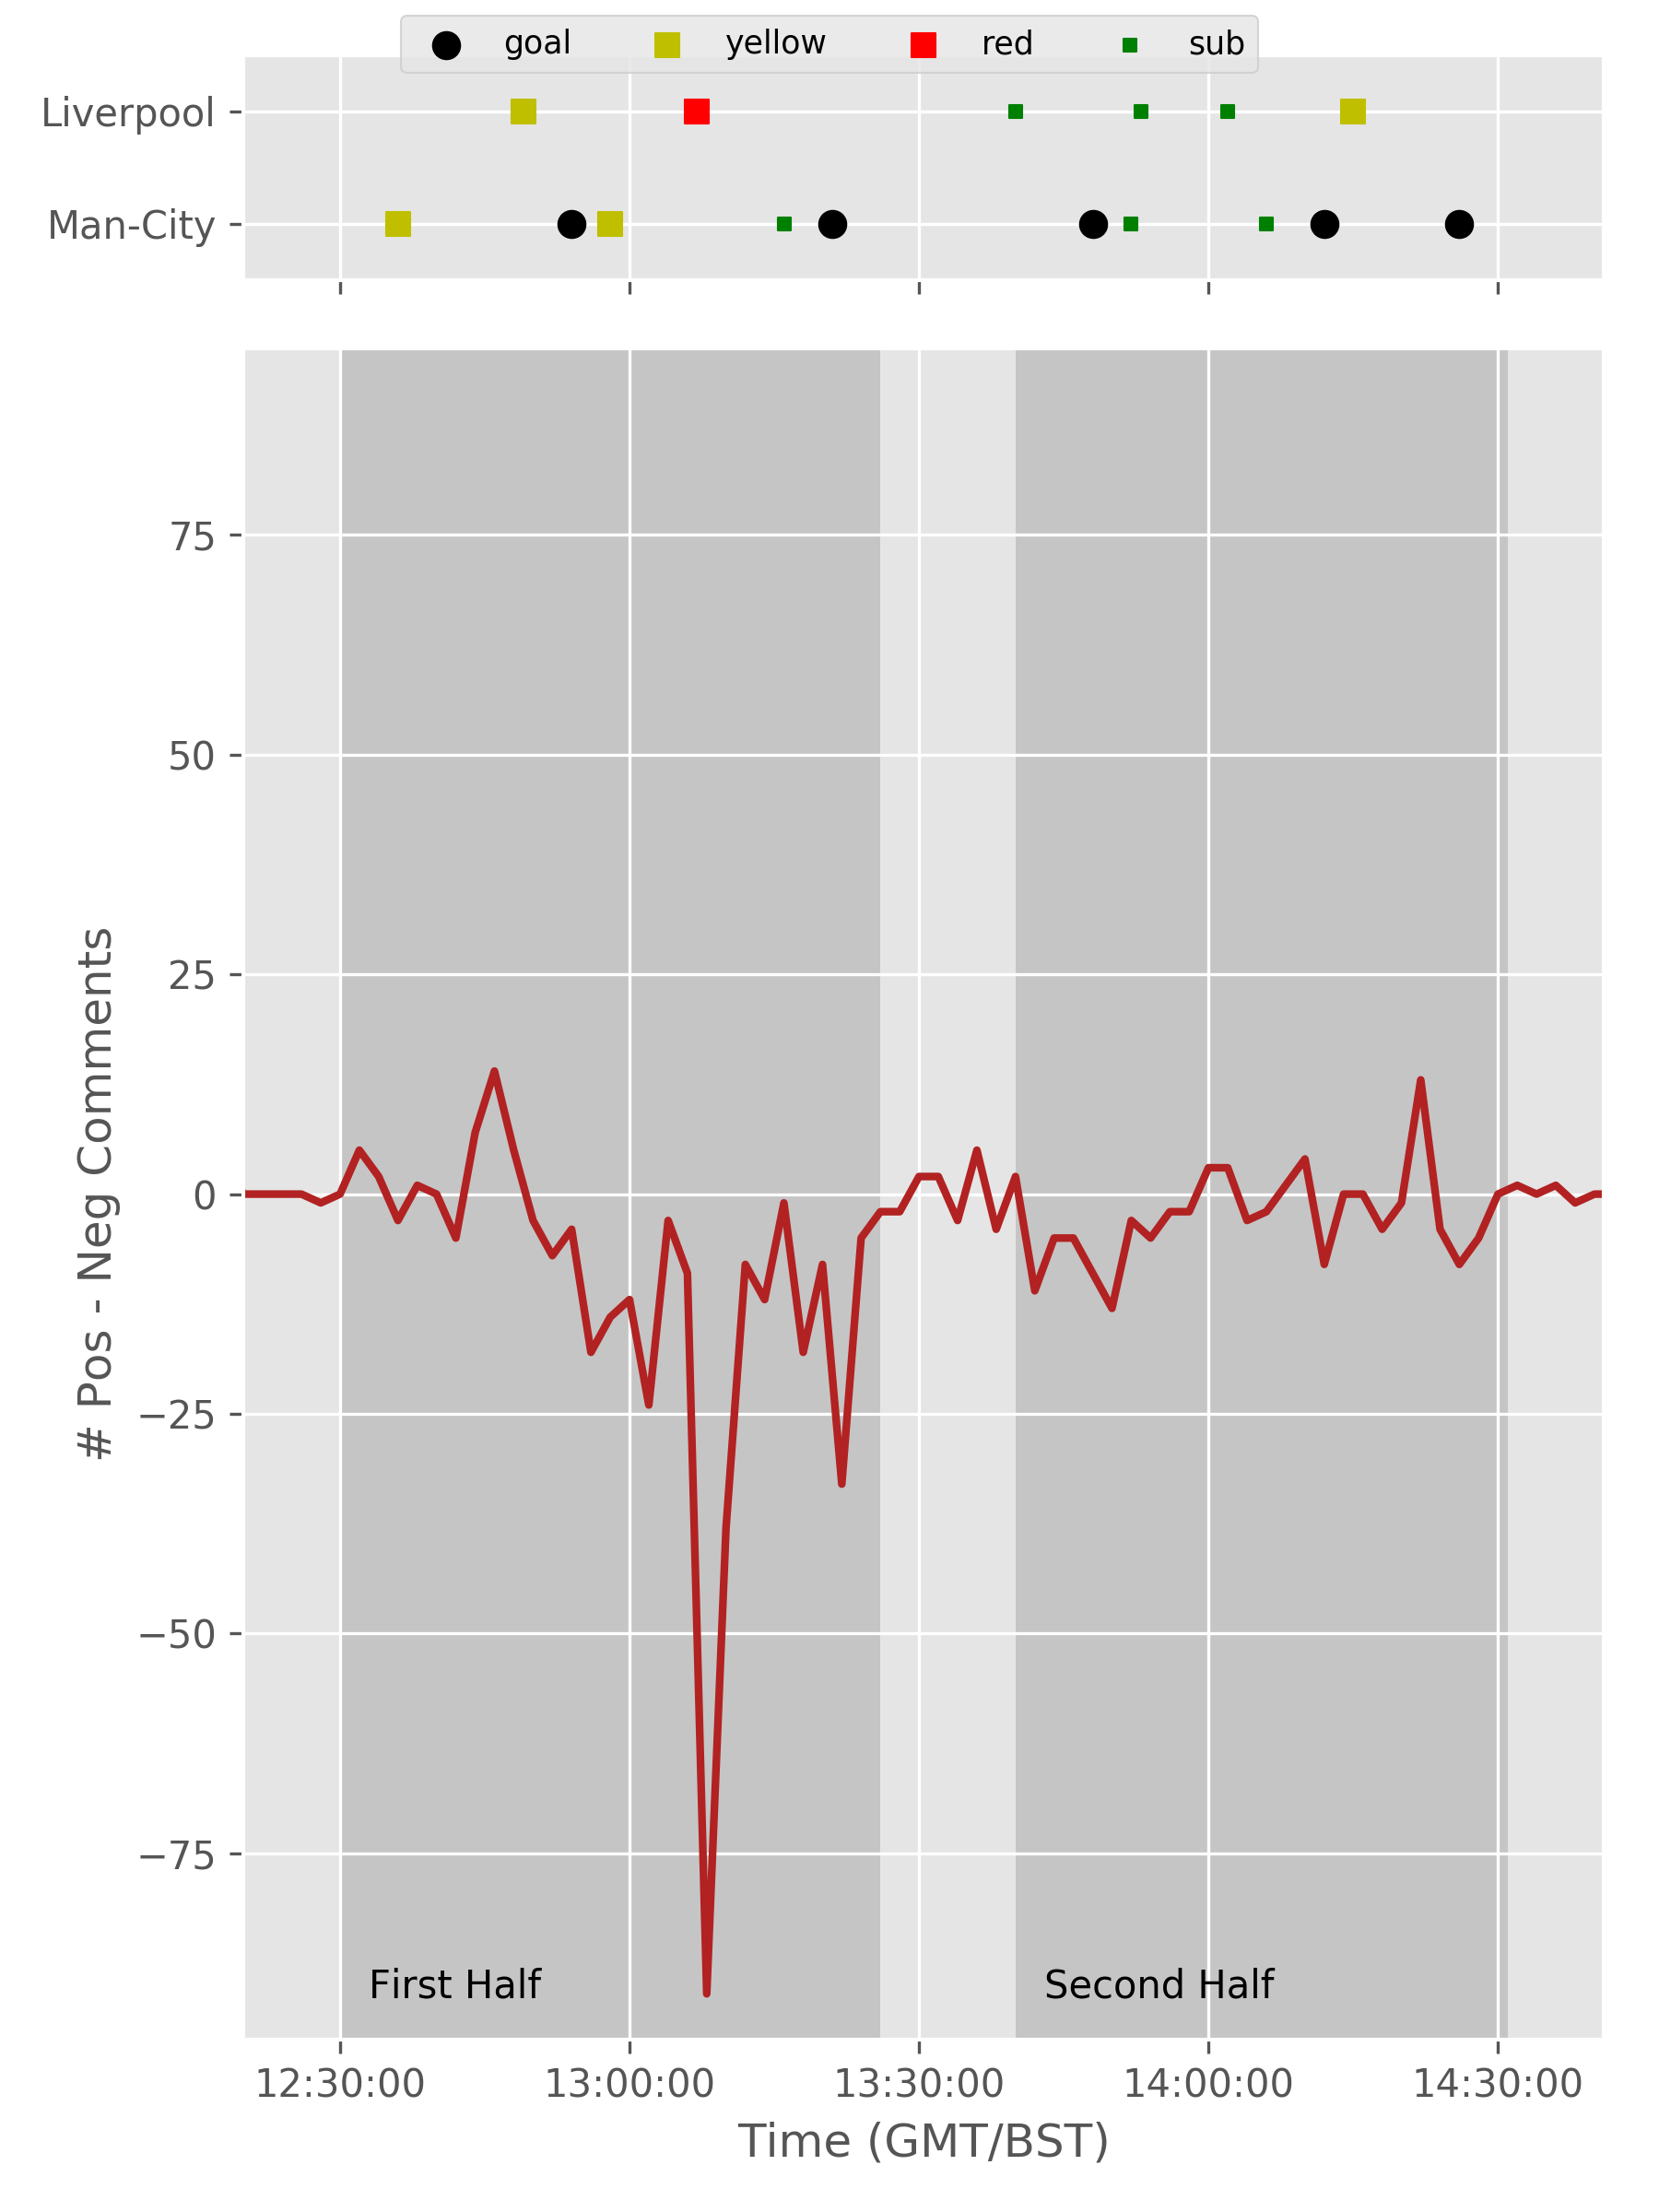 goal yellow red sub
Liverpool
Man-City
75
50
25
0
−25
−50
−75
# Pos - Neg Comments
First Half
Second Half
12:30:00 13:00:00 13:30:00 14:00:00 14:30:00
Time (GMT/BST)